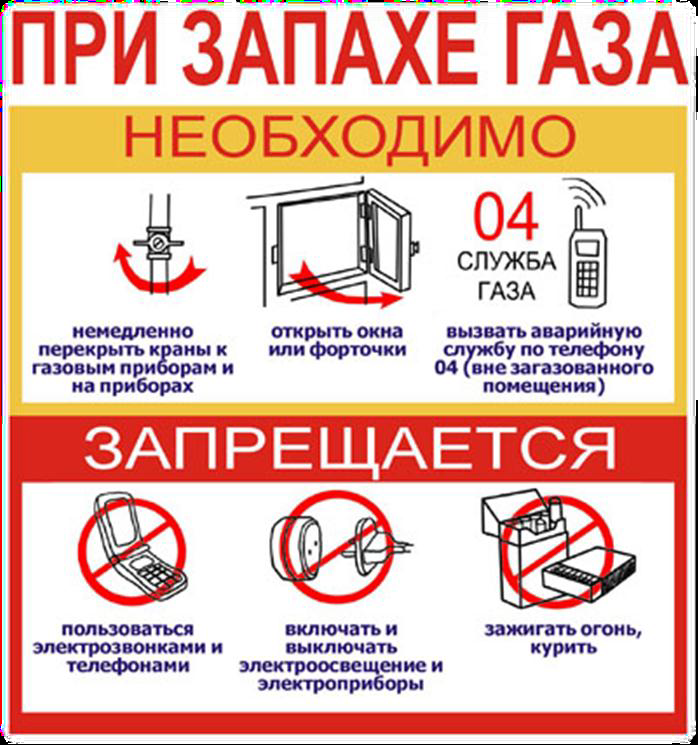 ПРИ ЗАПАХЕ ГАЗА
НЕОБХОДИМО
04
СЛУЖБА
ГАЗА
немедленно
перекрыть краны к
газовым приборам и
на приборах
открыть окна
или форточки
вызвать аварийную
службу по телефону
04 (вне загазованного
помещения)
ЗАПРЕЩАЕТСЯ
пользоваться
электрозвонками и
телефонами
включать и
выключать
электроосвещение и
электроприборы
зажигать огонь,
курить